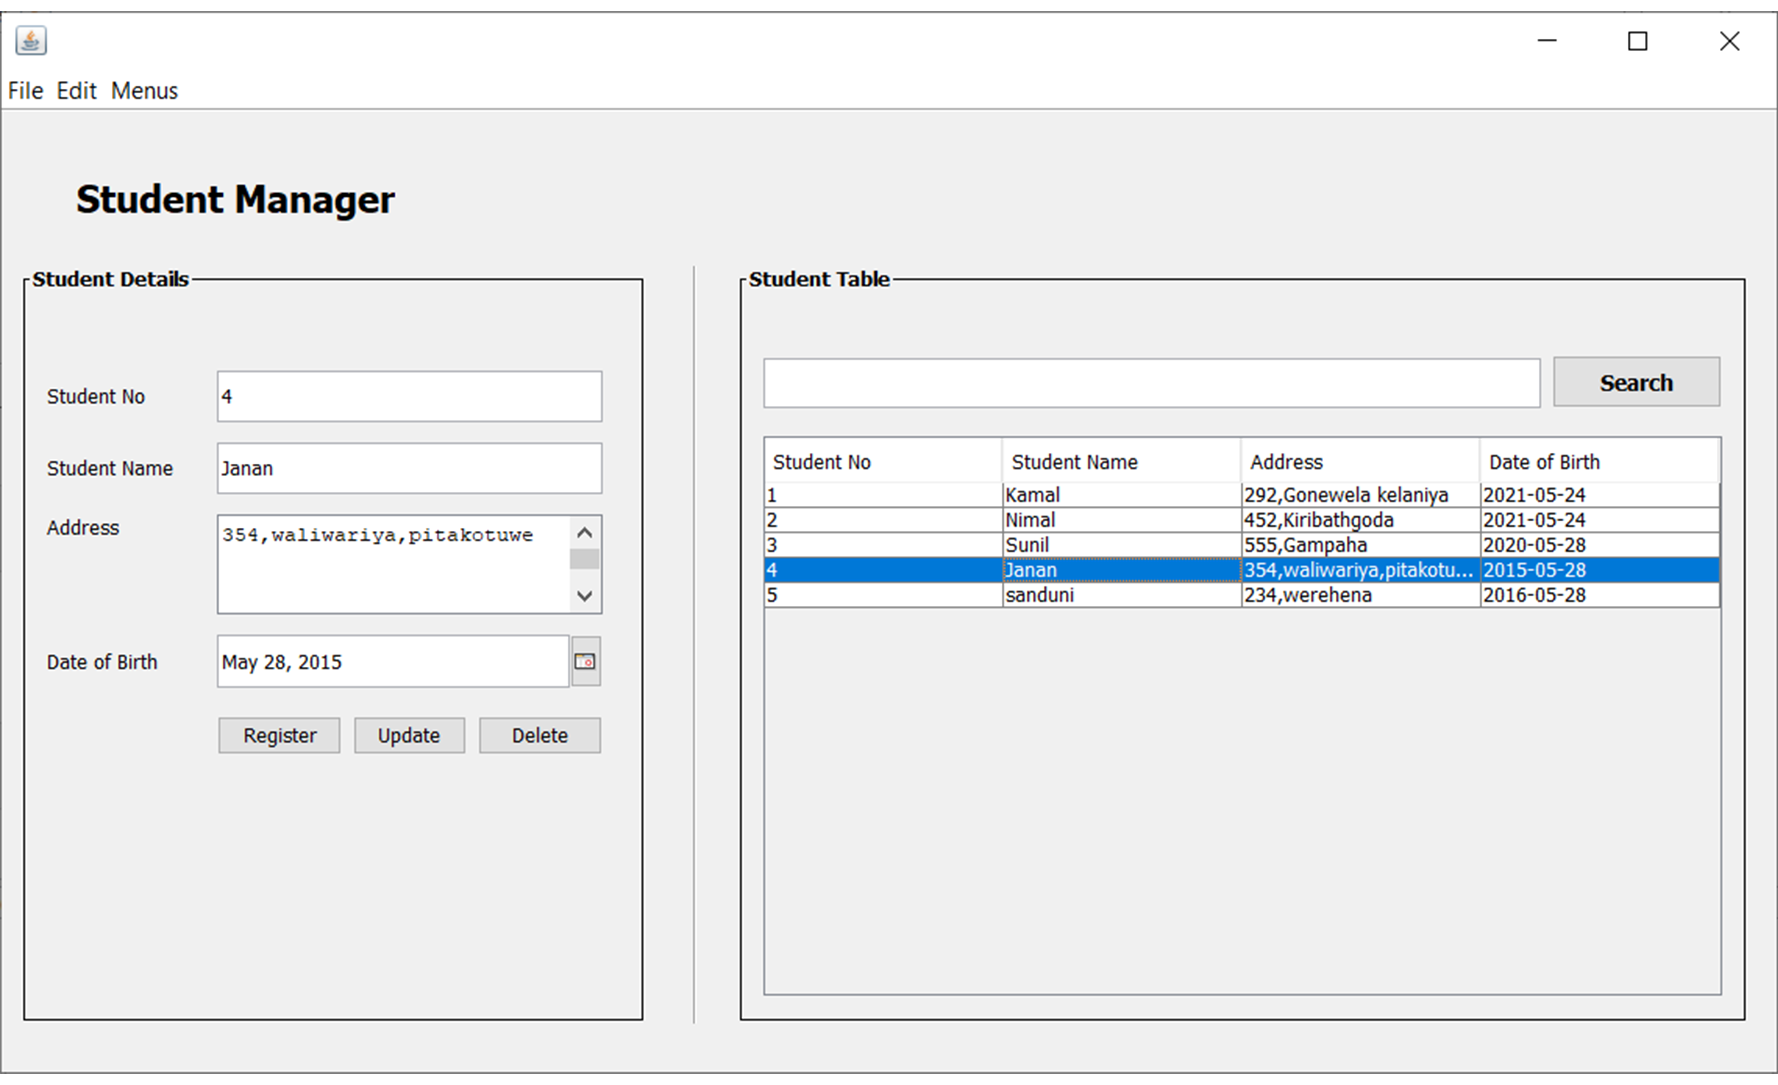 File Edit Menus
Student Manager
Student Details
Student No 4
Student Name Janan
Address 354,waliwariya,pitakotuwe
Date of Birth May 28, 2015
Register Update Delete
Student Table
Search
Student No Student Name Address Date of Birth
1 Kamal 292,Gonewela kelaniya 2021-05-24
2 Nimal 452,Kiribathgoda 2021-05-24
3 Sunil 555,Gampaha 2020-05-28
4 Janan 354,waliwariya,pitakotu... 2015-05-28
5 sanduni 234,werehena 2016-05-28